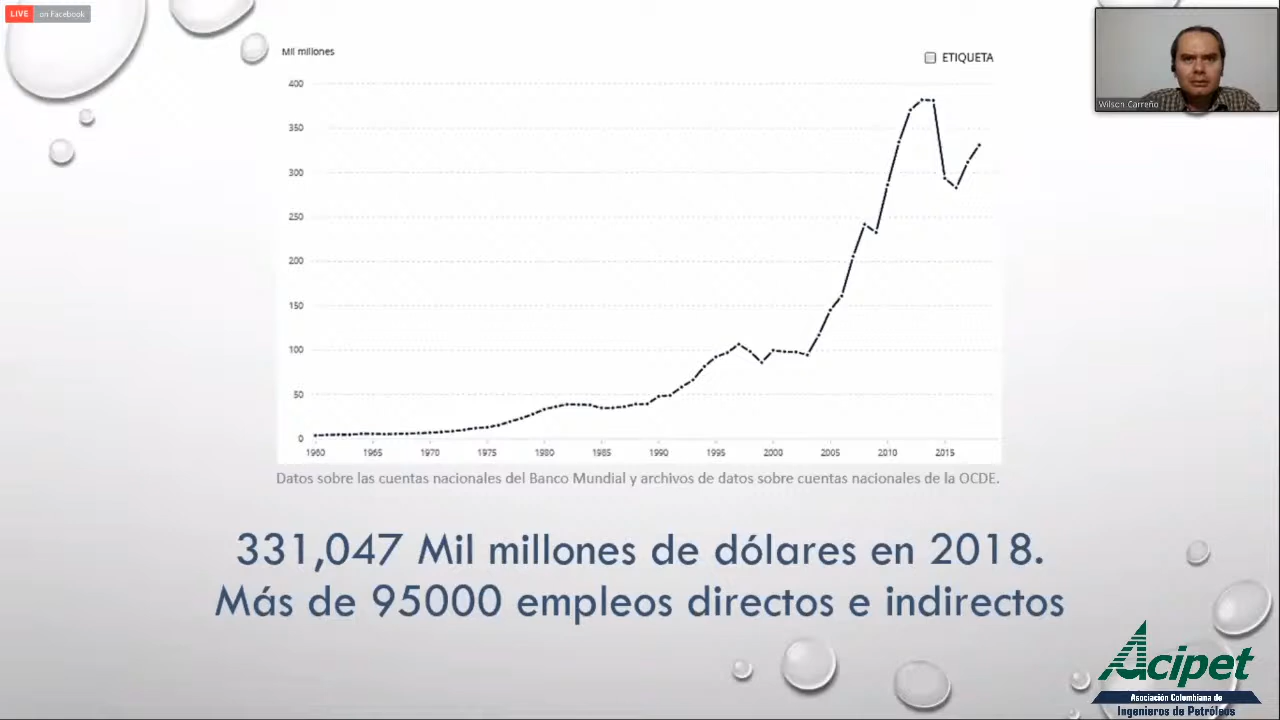 LIVE on Facebook
Mil millones
ETIQUETA
Wilson Carreño
400
350
300
250
200
150
100
50
0
1960 1965 1970 1975 1980 1985 1990 1995 2000 2005 2010 2015
Datos sobre las cuentas nacionales del Banco Mundial y archivos de datos sobre cuentas nacionales de la OCDE.
331,047 Mil millones de dólares en 2018.
Más de 95000 empleos directos e indirectos
Acipet
Asociación Colombiana de
Ingenieros de Petróleos